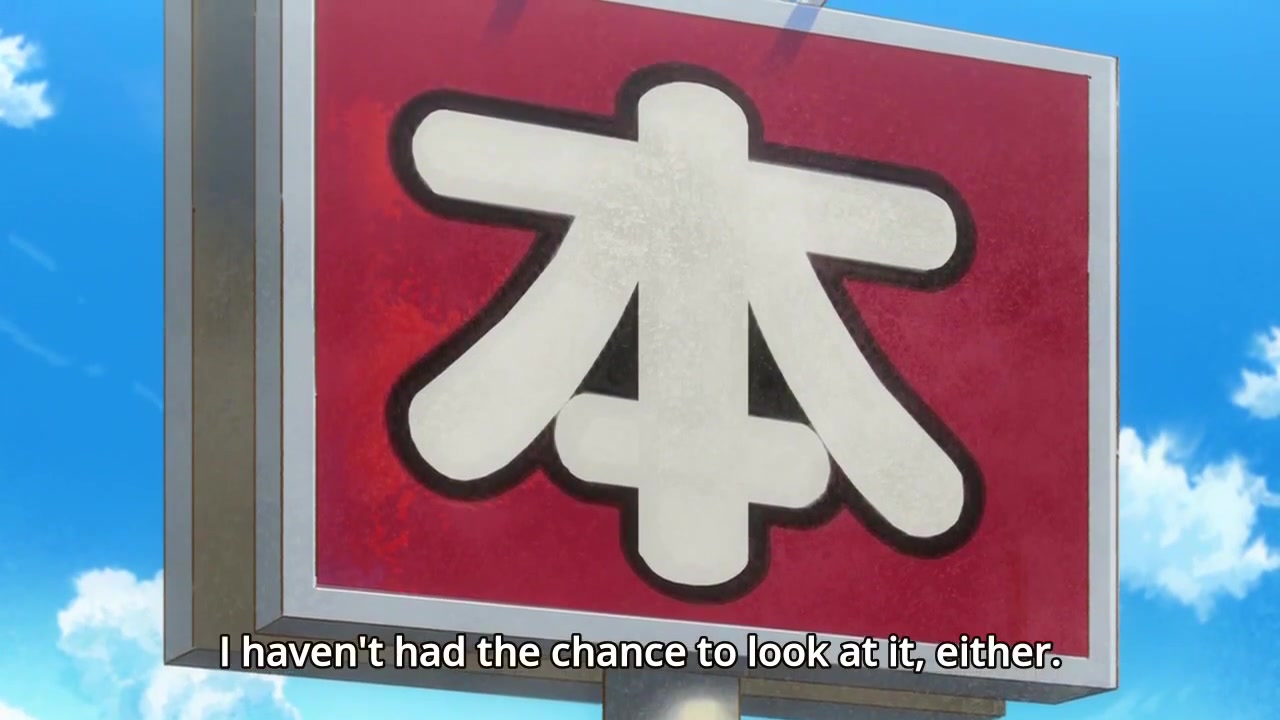 本
I haven't had the chance to look at it, either.